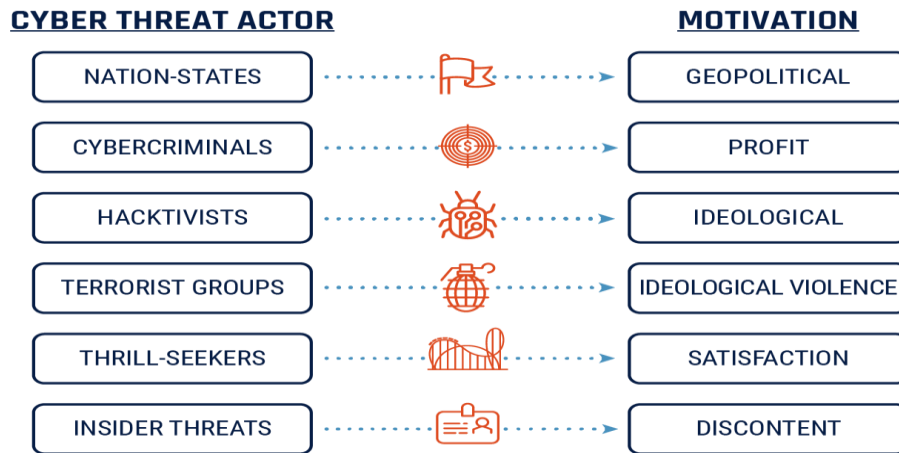 CYBER THREAT ACTOR MOTIVATION
NATION-STATES GEOPOLITICAL
CYBERCRIMINALS $ PROFIT
HACKTIVISTS IDEOLOGICAL
TERRORIST GROUPS IDEOLOGICAL VIOLENCE
THRILL-SEEKERS SATISFACTION
INSIDER THREATS DISCONTENT